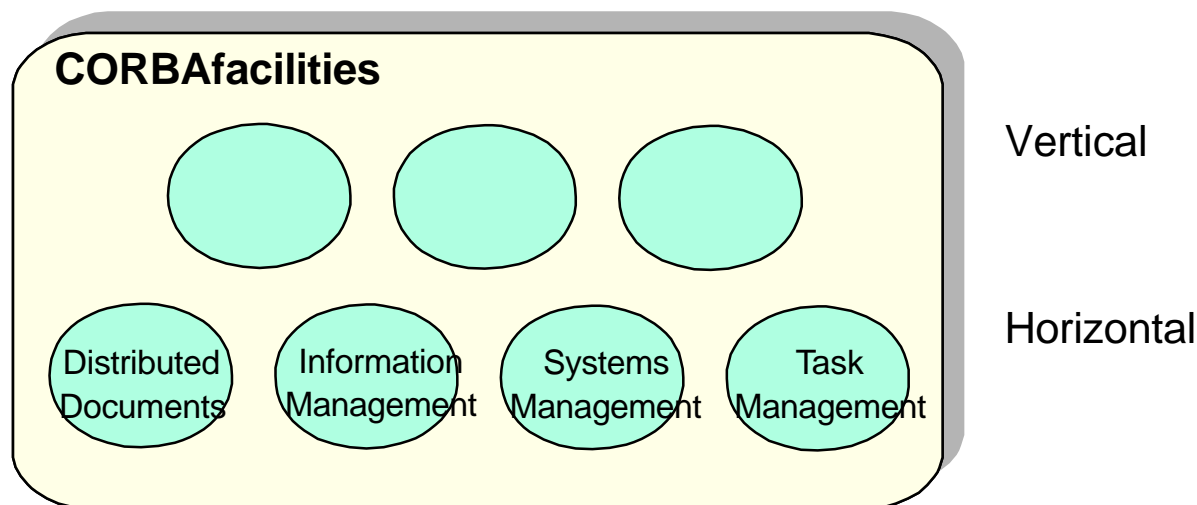 CORBAfacilities
Vertical
Horizontal
Distributed
Documents
Information
Management
Systems
Management
Task
Management